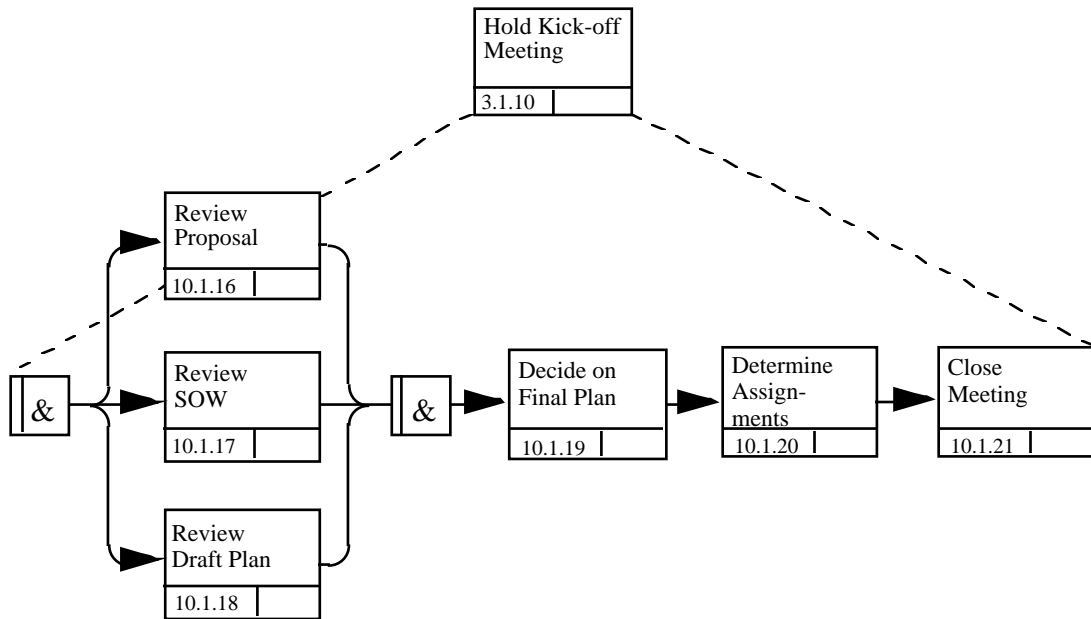 Hold Kick-off
Meeting
3.1.10
Review
Proposal
10.1.16
&
Review
SOW
10.1.17
Review
Draft Plan
10.1.18
&
Decide on
Final Plan
10.1.19
Determine
Assign-
ments
10.1.20
Close
Meeting
10.1.21